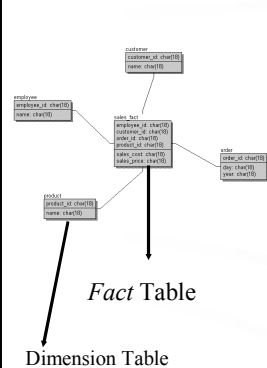 customer
customer_id: char(18)
name: char(18)
employee
employee_id: char(18)
name: char(18)
sales_fact
employee_id: char(18)
customer_id: char(18)
order_id: char(18)
product_id: char(18)
sales_cost: char(18)
sales_price: char(18)
order
order_id: char(18)
day: char(18)
year: char(18)
product
product_id: char(18)
name: char(18)
Fact Table
Dimension Table